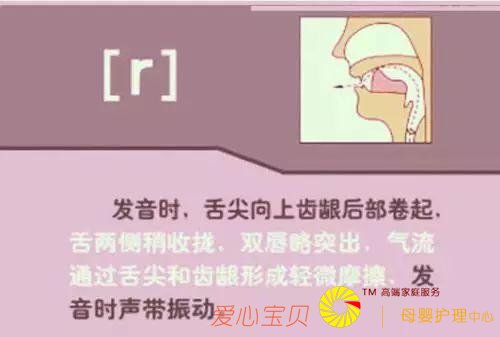 [r]
发音时，舌尖向上齿龈后部卷起，
舌两侧稍收拢，双唇略突出，气流
通过舌尖和齿龈形成轻微摩擦、发
音时声带振动
爱心宝贝
TM 高端家庭服务
母婴护理中心